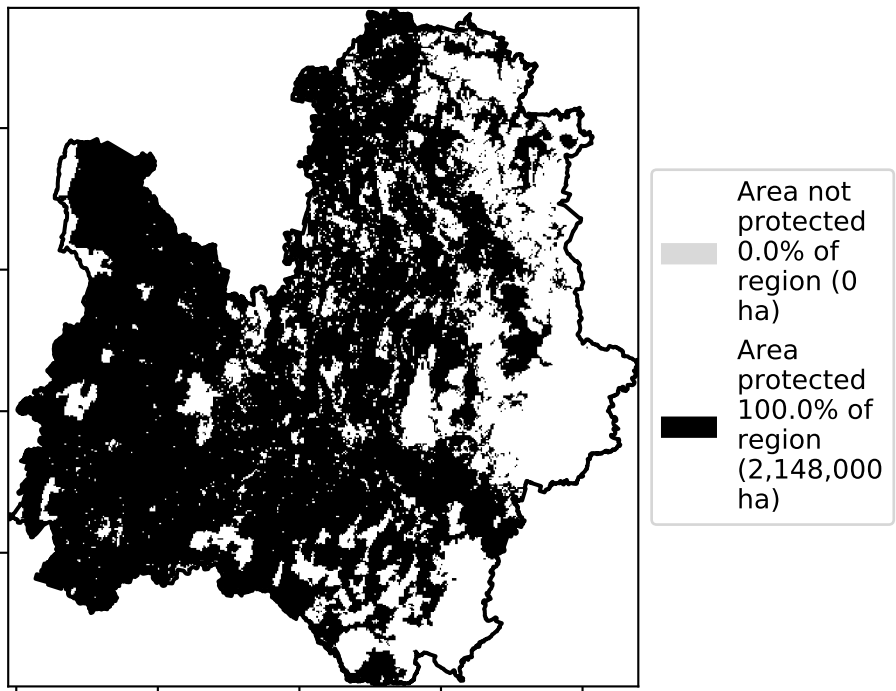 Area not
protected
0.0% of
region (0
ha)
Area
protected
100.0% of
region
(2,148,000
ha)